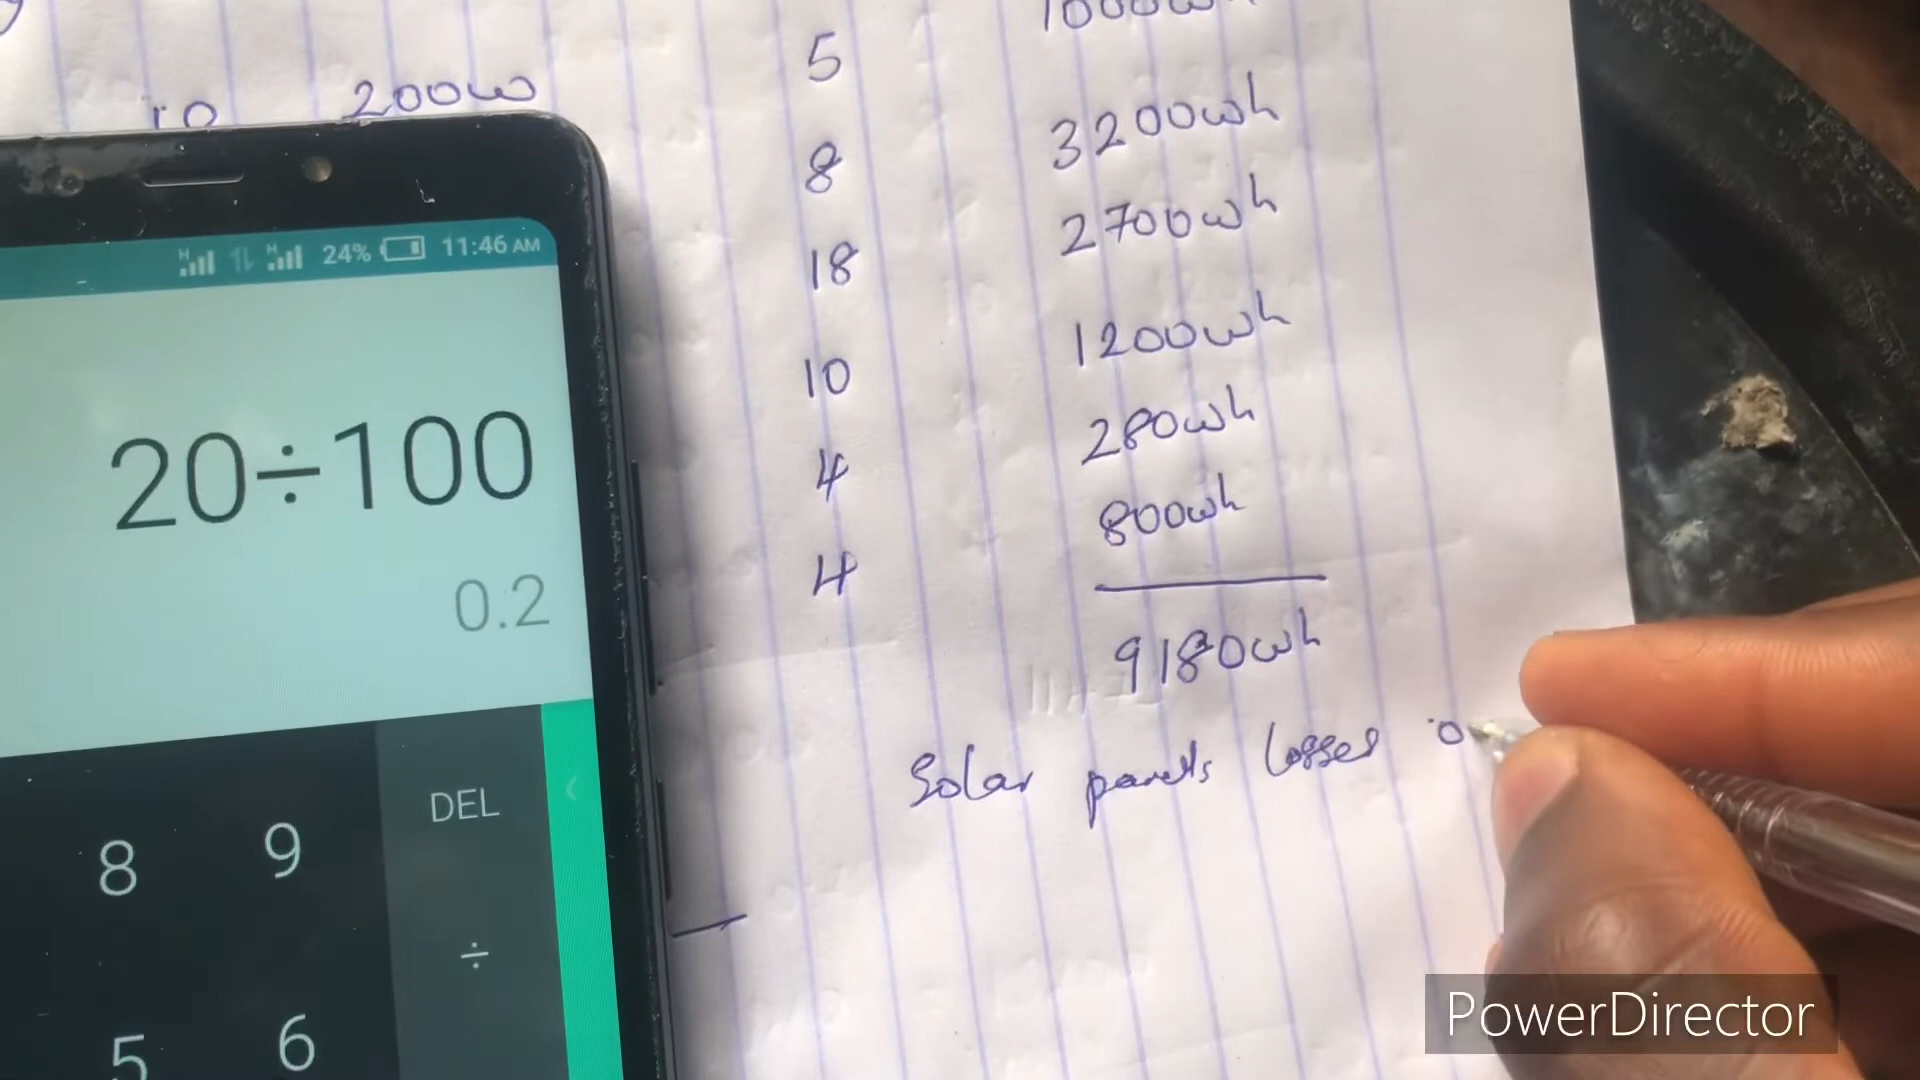 5 1000wh
10 200w
8 3200wh
18 2700wh
10 1200wh
4 280wh
4 800wh
9180wh
Solar panels losses
H H 24% 11:46 AM
20÷100
0.2
8 9 DEL
÷
5 6
PowerDirector